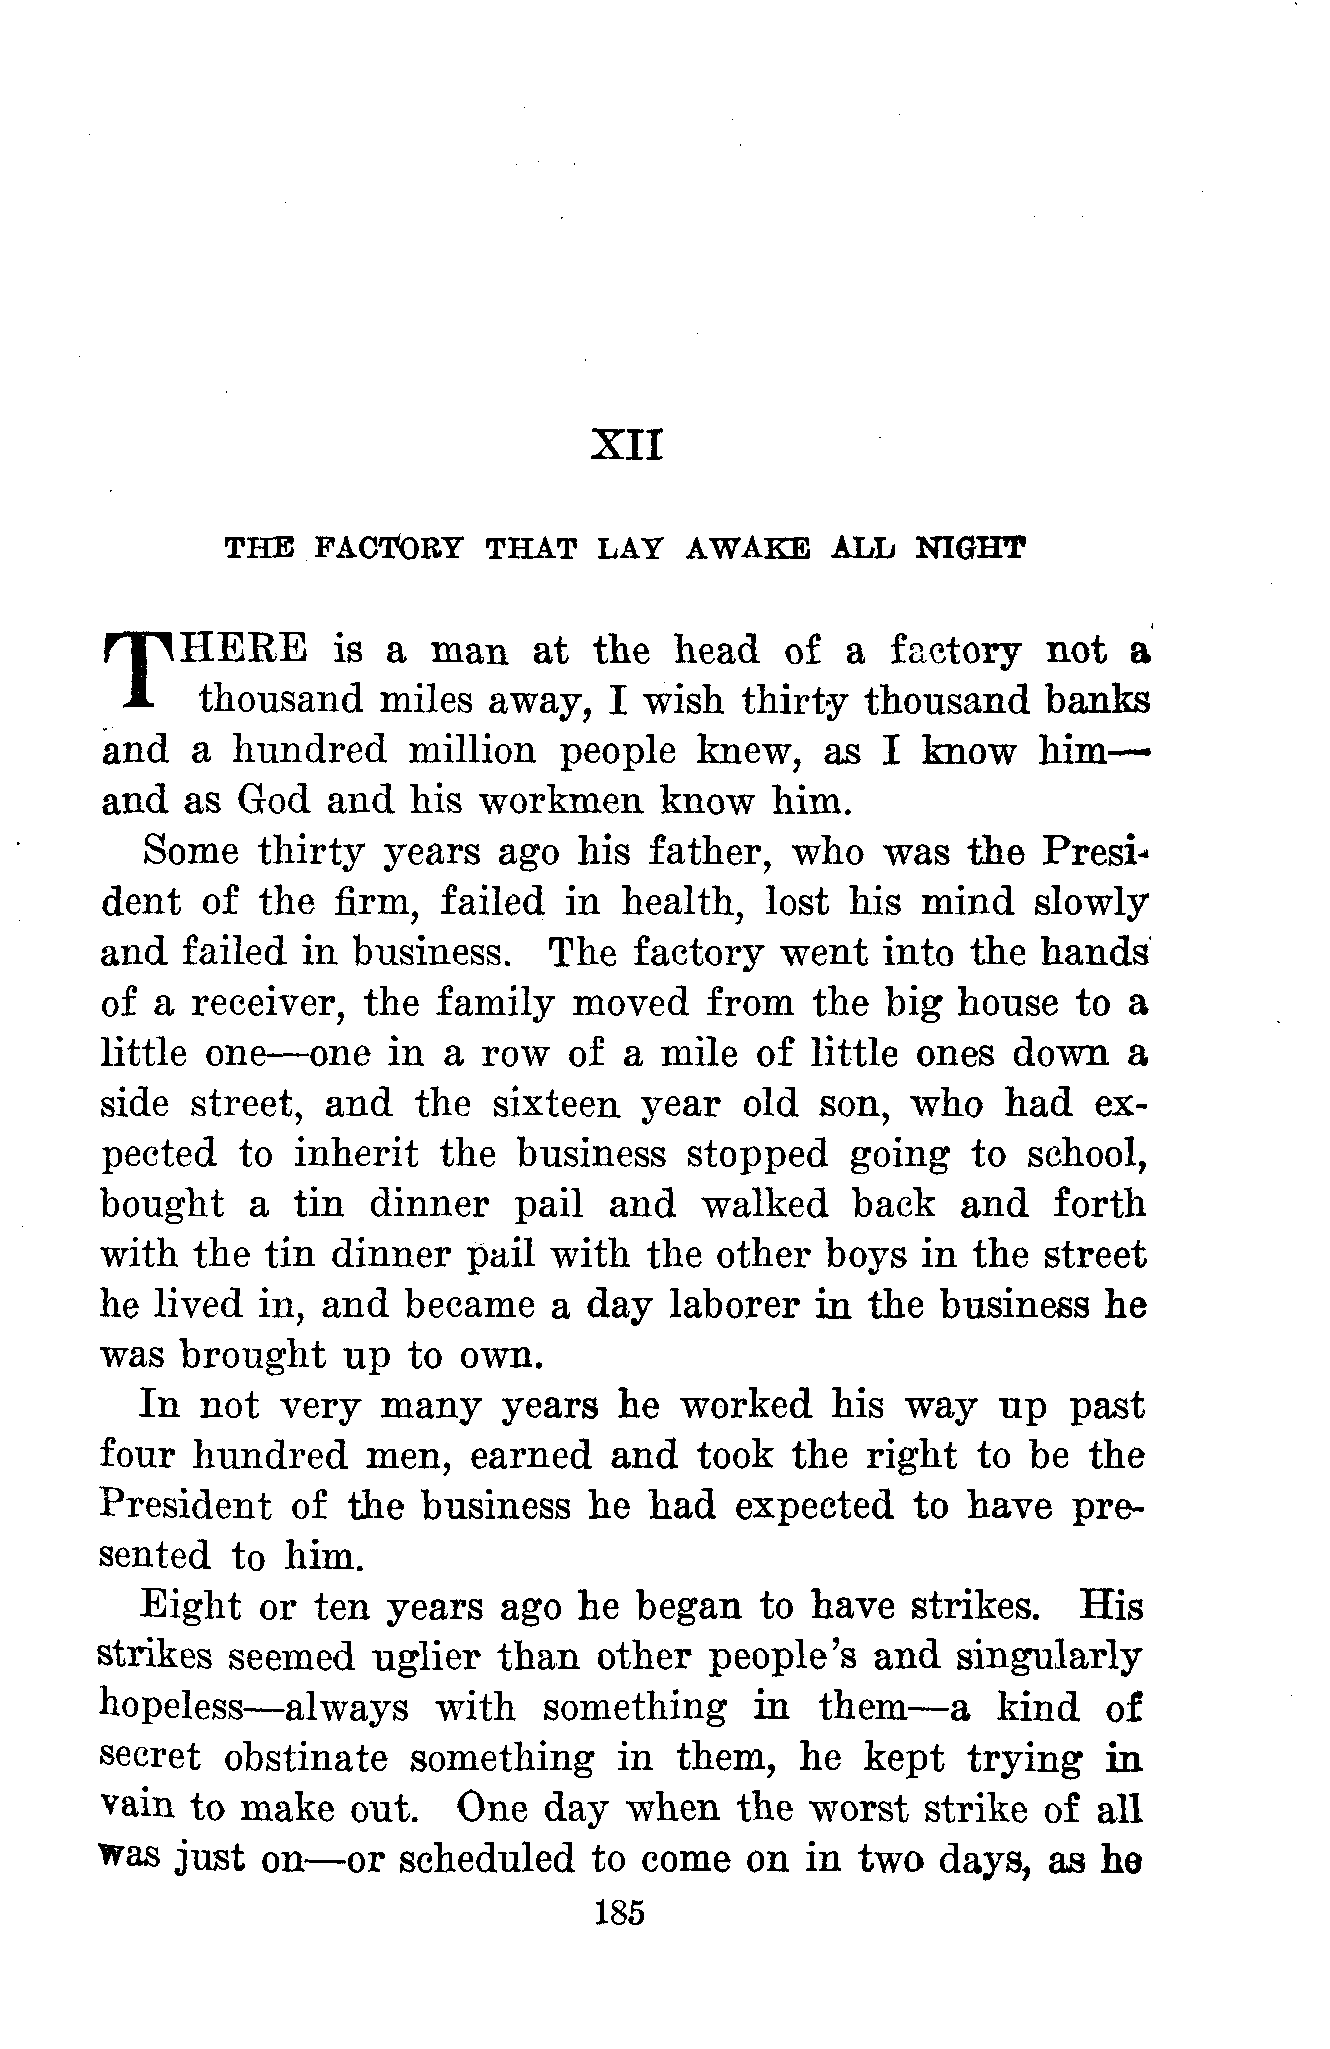 XII
THE FACTORY THAT LAY AWAKE ALL NIGHT
THERE is a man at the head of a factory not a
thousand miles away, I wish thirty thousand banks
and a hundred million people knew, as I know him—
and as God and his workmen know him.
Some thirty years ago his father, who was the Presi-
dent of the firm, failed in health, lost his mind slowly
and failed in business. The factory went into the hands
of a receiver, the family moved from the big house to a
little one—one in a row of a mile of little ones down a
side street, and the sixteen year old son, who had ex-
pected to inherit the business stopped going to school,
bought a tin dinner pail and walked back and forth
with the tin dinner pail with the other boys in the street
he lived in, and became a day laborer in the business he
was brought up to own.
In not very many years he worked his way up past
four hundred men, earned and took the right to be the
President of the business he had expected to have pre-
sented to him.
Eight or ten years ago he began to have strikes. His
strikes seemed uglier than other people's and singularly
hopeless—always with something in them—a kind of
secret obstinate something in them, he kept trying in
vain to make out. One day when the worst strike of all
was just on—or scheduled to come on in two days, as he
185